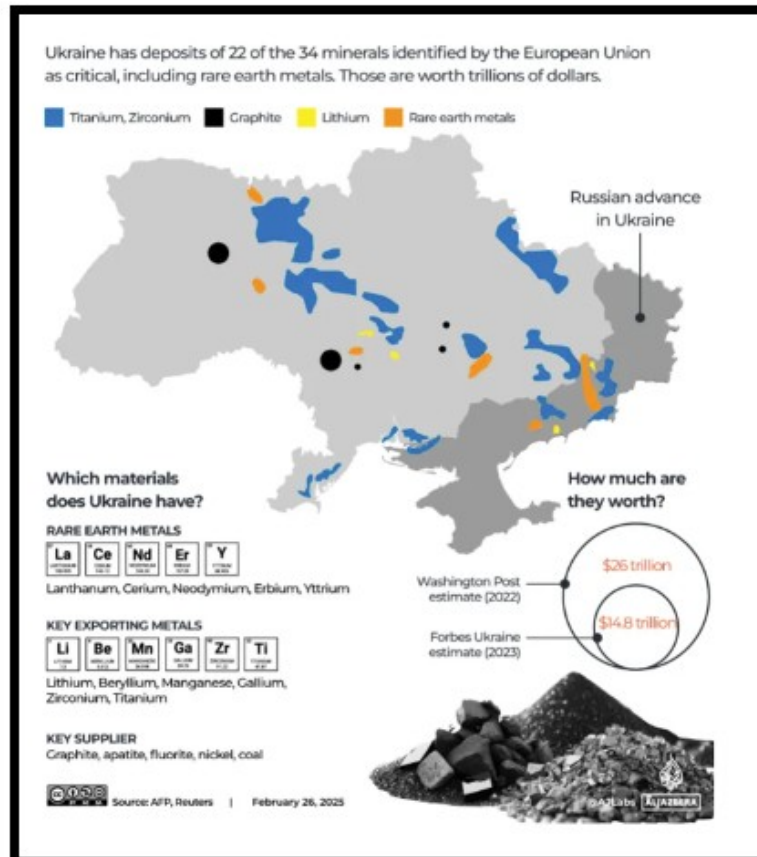 Ukraine has deposits of 22 of the 34 minerals identified by the European Union
as critical, including rare earth metals. Those are worth trillions of dollars.
Titanium, Zirconium
Graphite
Lithium
Rare earth metals
Russian advance
in Ukraine
Which materials
does Ukraine have?
RARE EARTH METALS
La
Ce
Nd
Er
Y
Lanthanum, Cerium, Neodymium, Erbium, Yttrium
KEY EXPORTING METALS
Li
Be
Mn
Ga
Zr
Ti
Lithium, Beryllium, Manganese, Gallium,
Zirconium, Titanium
KEY SUPPLIER
Graphite, apatite, fluorite, nickel, coal
How much are
they worth?
$26 trillion
Washington Post
estimate (2022)
$14.8 trillion
Forbes Ukraine
estimate (2023)
Source: AFP, Reuters | February 26, 2025
@AJLabs
ALJAZEERA